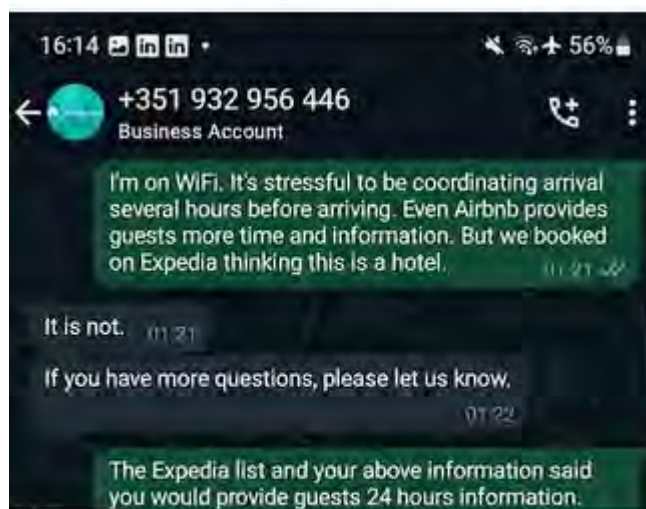 16:14 in in • 56%
+351 932 956 446
Business Account
I'm on WiFi. It's stressful to be coordinating arrival
several hours before arriving. Even Airbnb provides
guests more time and information. But we booked
on Expedia thinking this is a hotel. 01:21
It is not. 01:21
If you have more questions, please let us know.
01:22
The Expedia list and your above information said
you would provide guests 24 hours information.